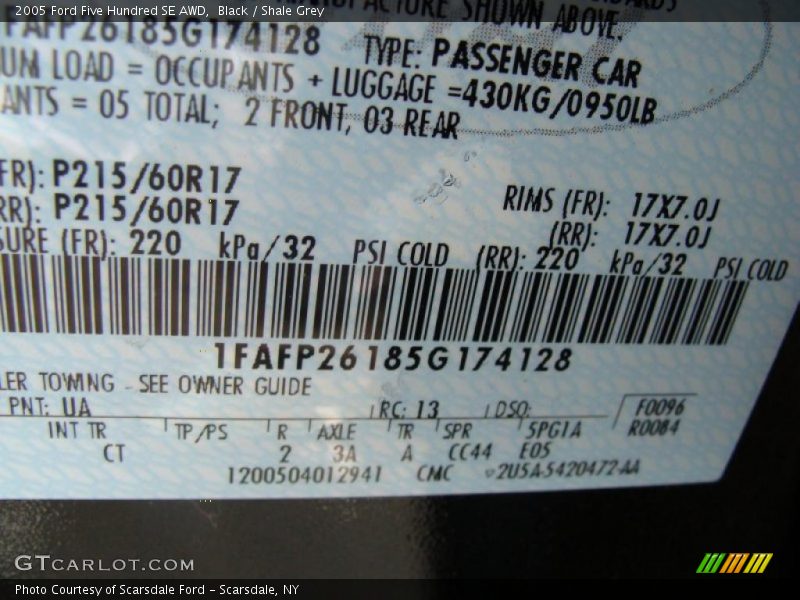 2005 Ford Five Hundred SE AWD, Black / Shale Grey
SHOWN ABOVE.
1FAFP26185G174128 TYPE: PASSENGER CAR
UM LOAD = OCCUPANTS + LUGGAGE =430KG/0950LB
ANTS = 05 TOTAL; 2 FRONT, 03 REAR
FR): P215/60R17 RIMS (FR): 17X7.0J
RR): P215/60R17 (RR): 17X7.0J
SURE (FR): 220 kPa/32 PSI COLD (RR): 220 kPa/32 PSI COLD
1FAFP26185G174128
LER TOWING - SEE OWNER GUIDE
PNT: UA RC: 13 DSO: F0096
R0084
INT TR TP/PS R AXLE TR SPR SPG1A
CT 2 3A A CC44 E05
1200504012941 CMC 2U5A-5420472-AA
GTCARLOT.COM
Photo Courtesy of Scarsdale Ford - Scarsdale, NY